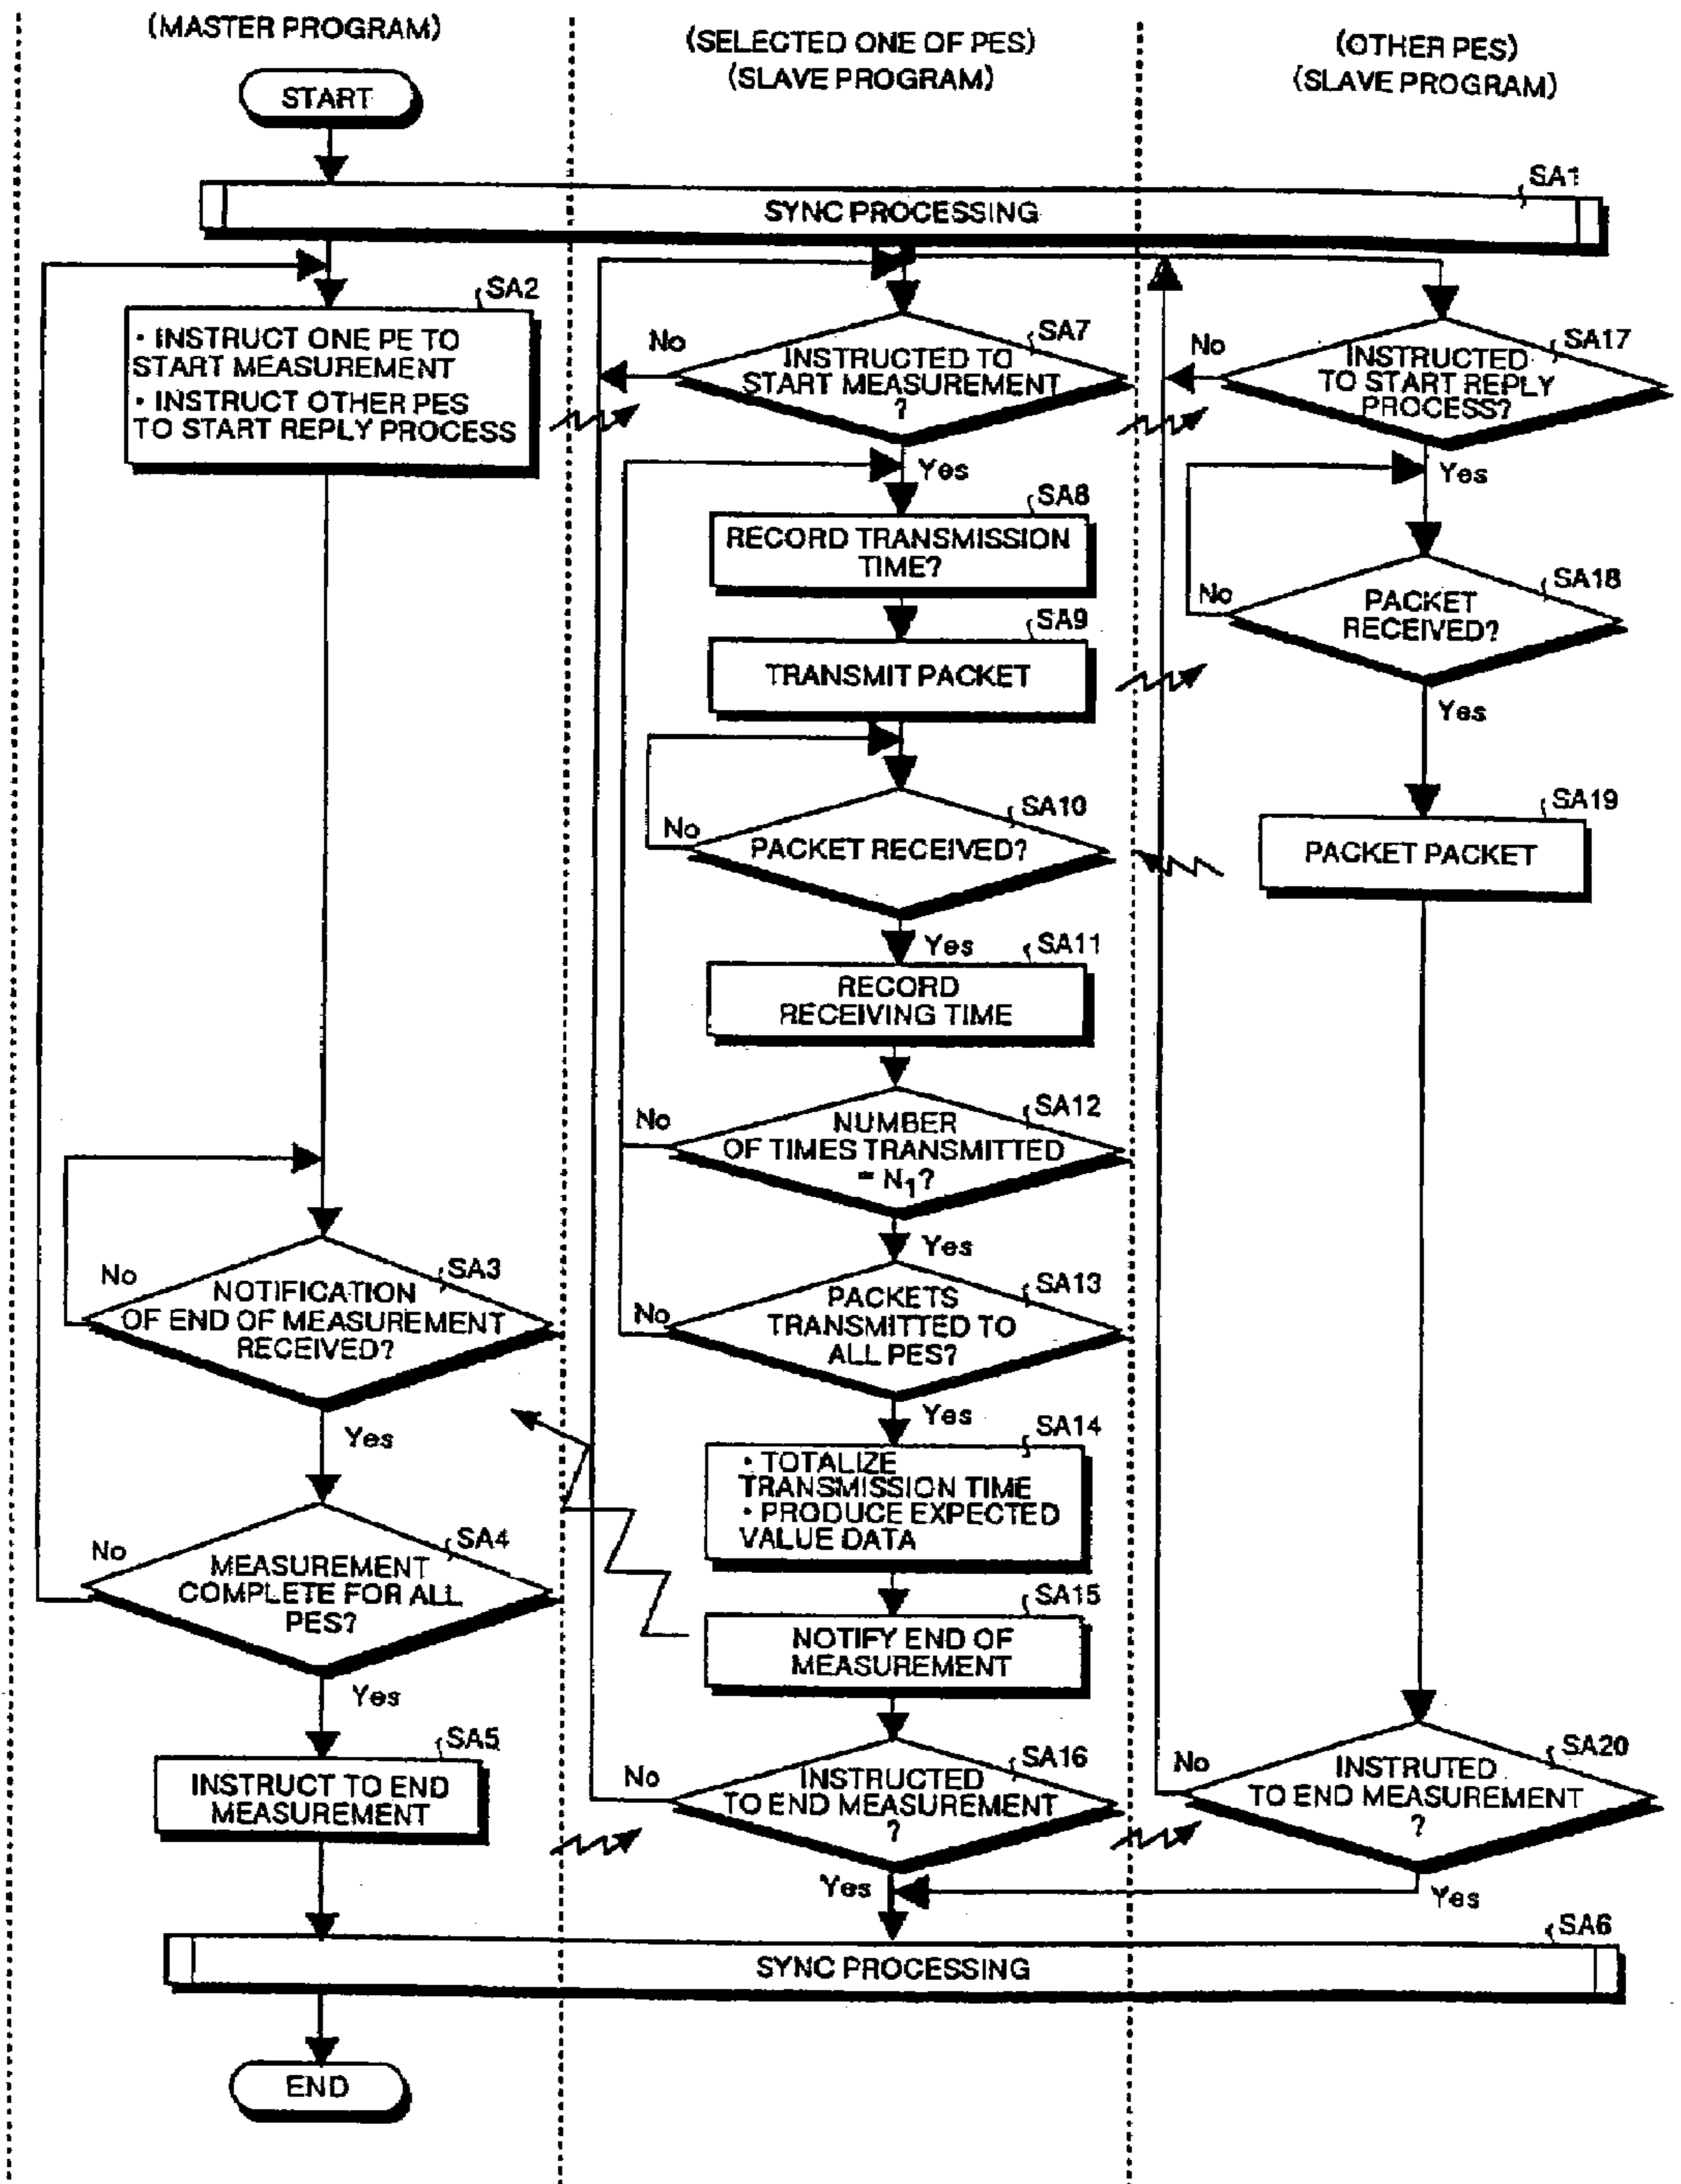 (MASTER PROGRAM)
(SELECTED ONE OF PES)
(SLAVE PROGRAM)
(OTHER PES)
(SLAVE PROGRAM)
START
SA1
SYNC PROCESSING
SA2
• INSTRUCT ONE PE TO
START MEASUREMENT
• INSTRUCT OTHER PES
TO START REPLY PROCESS
SA3
No
NOTIFICATION
OF END OF MEASUREMENT
RECEIVED?
Yes
SA4
No
MEASUREMENT
COMPLETE FOR ALL
PES?
Yes
SA5
INSTRUCT TO END
MEASUREMENT
SA7
No
INSTRUCTED TO
START MEASUREMENT
?
Yes
SA8
RECORD TRANSMISSION
TIME?
SA9
TRANSMIT PACKET
SA10
No
PACKET RECEIVED?
Yes
SA11
RECORD
RECEIVING TIME
SA12
No
NUMBER
OF TIMES TRANSMITTED
= N1?
Yes
SA13
No
PACKETS
TRANSMITTED TO
ALL PES?
Yes
SA14
• TOTALIZE
TRANSMISSION TIME
• PRODUCE EXPECTED
VALUE DATA
SA15
NOTIFY END OF
MEASUREMENT
SA16
No
INSTRUCTED
TO END MEASUREMENT
?
Yes
SA17
No
INSTRUCTED
TO START REPLY
PROCESS?
Yes
SA18
No
PACKET
RECEIVED?
Yes
SA19
PACKET PACKET
SA20
No
INSTRUTED
TO END MEASUREMENT
?
Yes
SA6
SYNC PROCESSING
END